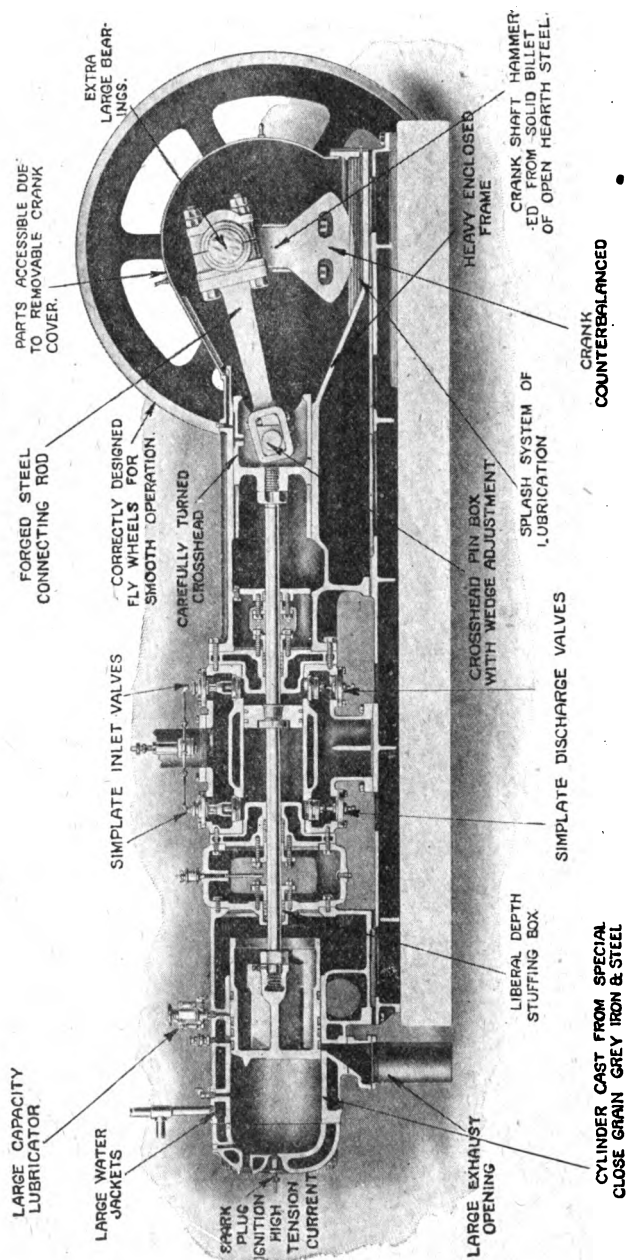 LARGE CAPACITY
LUBRICATOR
LARGE WATER
JACKETS
SPARK
PLUG
IGNITION
HIGH
TENSION
CURRENT
LARGE EXHAUST
OPENING
CYLINDER CAST FROM SPECIAL
CLOSE GRAIN GREY IRON & STEEL
LIBERAL DEPTH
STUFFING BOX
SIMPLATE INLET VALVES
SIMPLATE DISCHARGE VALVES
FORGED STEEL
CONNECTING ROD
CORRECTLY DESIGNED
FLY WHEELS FOR
SMOOTH OPERATION.
CAREFULLY TURNED
CROSSHEAD
CROSSHEAD PIN BOX
WITH WEDGE ADJUSTMENT
SPLASH SYSTEM OF
LUBRICATION
PARTS ACCESSIBLE DUE
TO REMOVABLE CRANK
COVER.
EXTRA
LARGE BEAR-
INGS.
HEAVY ENCLOSED
FRAME
CRANK SHAFT HAMMER-
-ED FROM SOLID BILLET
OF OPEN HEARTH STEEL.
CRANK
COUNTERBALANCED